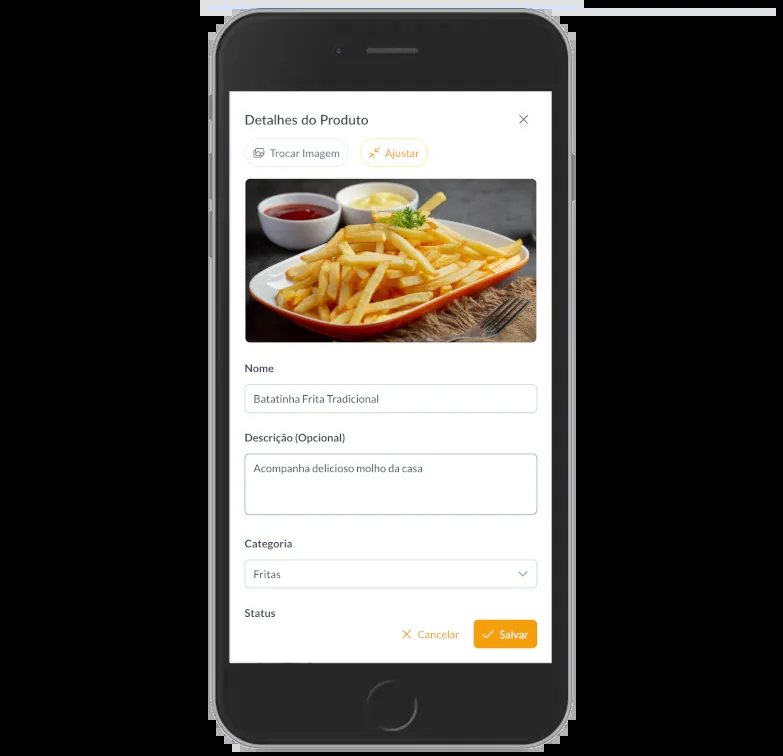 Detalhes do Produto
Trocar Imagem
Ajustar
Nome
Batatinha Frita Tradicional
Descrição (Opcional)
Acompanha delicioso molho da casa
Categoria
Fritas
Status
Cancelar
Salvar